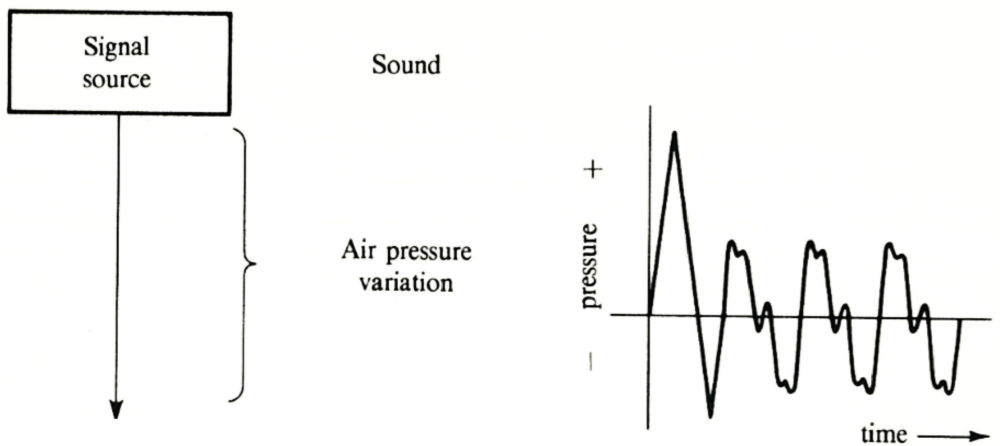 Signal
source
Sound
Air pressure
variation
− pressure +
time